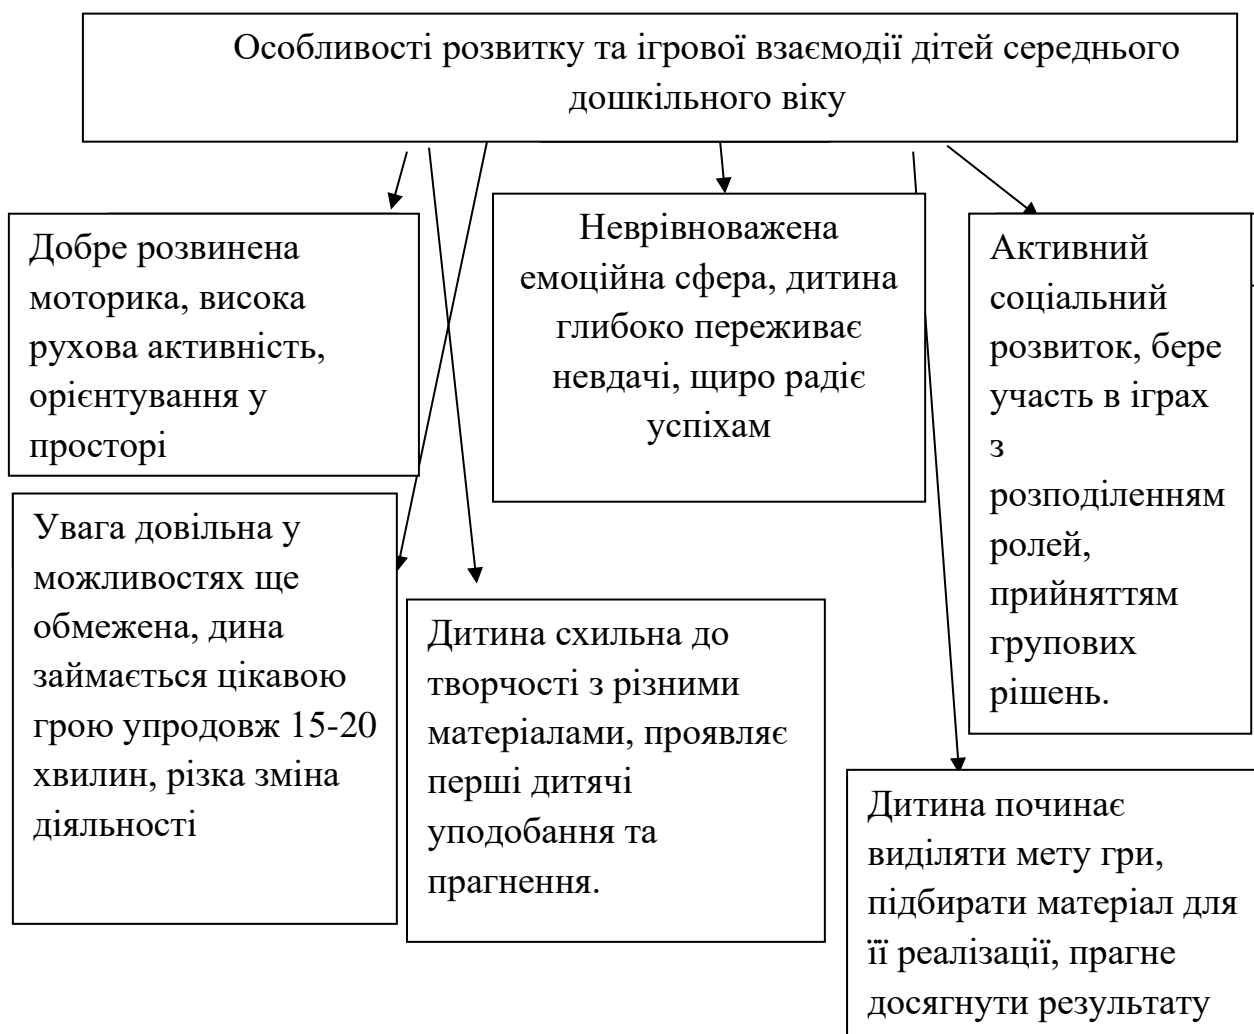 Особливості розвитку та ігрової взаємодії дітей середнього
дошкільного віку
Добре розвинена
моторика, висока
рухова активність,
орієнтування у
просторі
Неврівноважена
емоційна сфера, дитина
глибоко переживає
невдачі, щиро радіє
успіхам
Активний
соціальний
розвиток, бере
участь в іграх
з
розподіленням
ролей,
прийняттям
групових
рішень.
Увага довільна у
можливостях ще
обмежена, дина
займається цікавою
грою упродовж 15-20
хвилин, різка зміна
діяльності
Дитина схильна до
творчості з різними
матеріалами, проявляє
перші дитячі
уподобання та
прагнення.
Дитина починає
виділяти мету гри,
підбирати матеріал для
її реалізації, прагне
досягнути результату